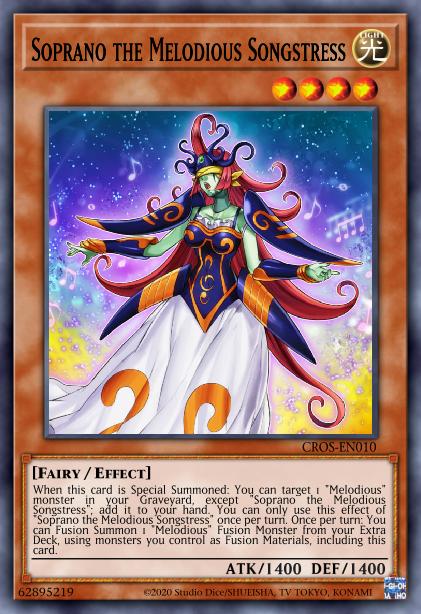 Soprano the Melodious Songstress
LIGHT
光
CROS-EN010
[Fairy / Effect]
When this card is Special Summoned: You can target 1 "Melodious"
monster in your Graveyard, except "Soprano the Melodious
Songstress"; add it to your hand. You can only use this effect of
"Soprano the Melodious Songstress" once per turn. Once per turn: You
can Fusion Summon 1 "Melodious" Fusion Monster from your Extra
Deck, using monsters you control as Fusion Materials, including this
card.
ATK/1400 DEF/1400
62895219
©2020 Studio Dice/SHUEISHA, TV TOKYO, KONAMI